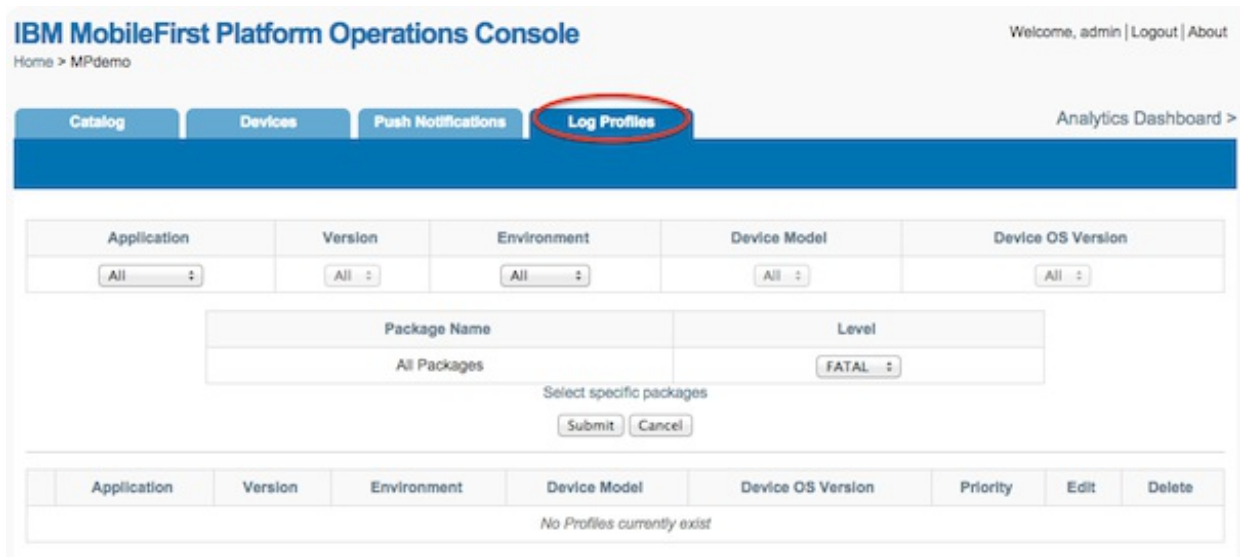 IBM MobileFirst Platform Operations Console
Welcome, admin | Logout | About
Home > MPdemo
Catalog
Devices
Push Notifications
Log Profiles
Analytics Dashboard >
Application Version Environment Device Model Device OS Version
All All All All All
Package Name Level
All Packages FATAL
Select specific packages
Submit Cancel
Application Version Environment Device Model Device OS Version Priority Edit Delete
No Profiles currently exist